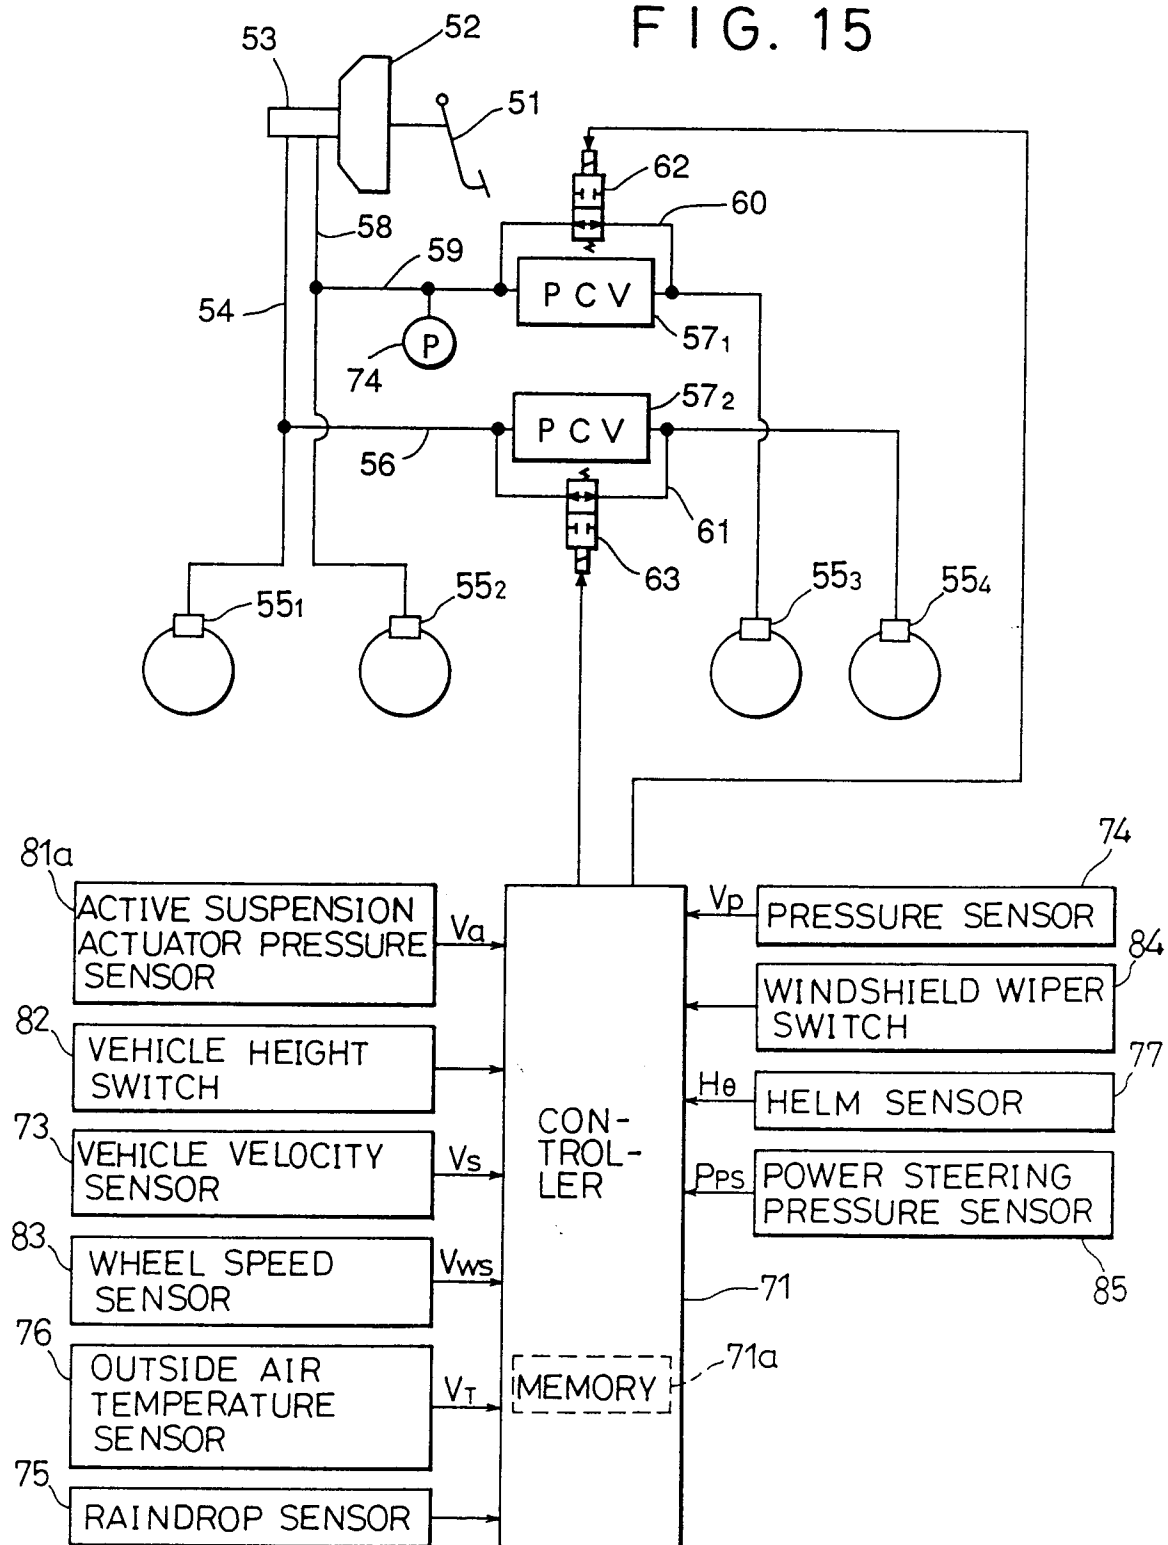 FIG. 15
53
52
51
62
60
58
59
54
PCV
57₁
P
74
57₂
PCV
56
61
63
55₁
55₂
55₃
55₄
81a
ACTIVE SUSPENSION
ACTUATOR PRESSURE
SENSOR
Va
82
VEHICLE HEIGHT
SWITCH
73
VEHICLE VELOCITY
SENSOR
Vs
83
WHEEL SPEED
SENSOR
Vws
76
OUTSIDE AIR
TEMPERATURE
SENSOR
VT
75
RAINDROP SENSOR
CON-
TROL-
LER
MEMORY
71a
71
74
Vp
PRESSURE SENSOR
84
WINDSHIELD WIPER
SWITCH
77
Hθ
HELM SENSOR
PPS
POWER STEERING
PRESSURE SENSOR
85